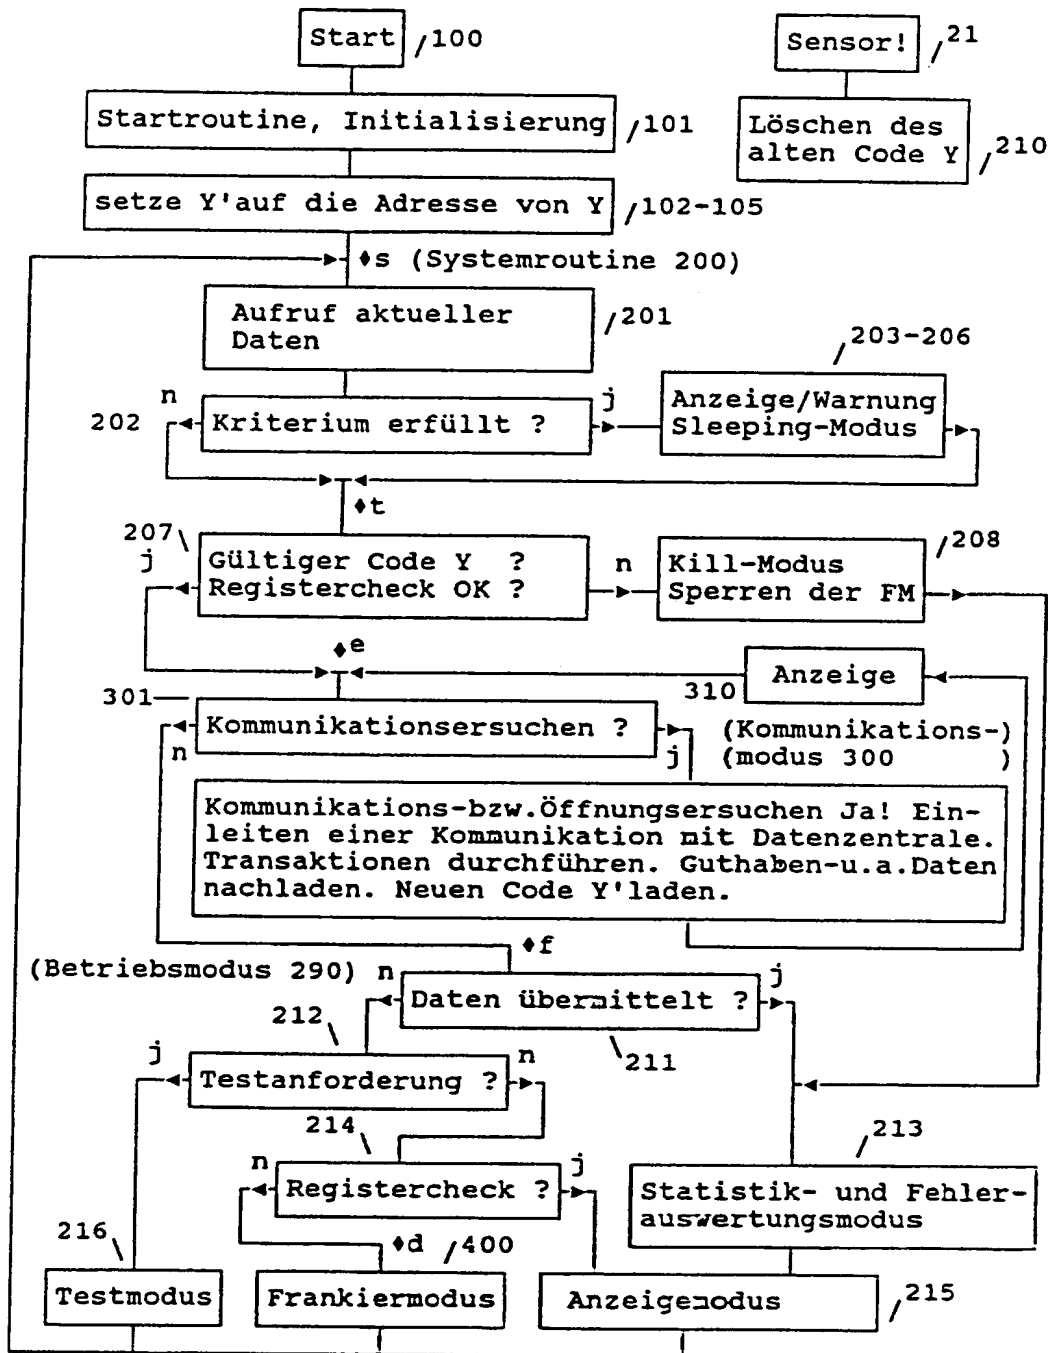 Start /100
Sensor! /21
Startroutine, Initialisierung /101
Löschen des
alten Code Y /210
setze Y'auf die Adresse von Y /102-105
♦s (Systemroutine 200)
Aufruf aktueller
Daten /201
/203-206
n
202
Kriterium erfüllt ?
j
Anzeige/Warnung
Sleeping-Modus
♦t
207
j
Gültiger Code Y ?
Registercheck OK ?
n
Kill-Modus
Sperren der FM
/208
♦e
Anzeige
310
301
Kommunikationsersuchen ?
n
j
(Kommunikations-)
(modus 300 )
Kommunikations-bzw.Öffnungsersuchen Ja! Ein-
leiten einer Kommunikation mit Datenzentrale.
Transaktionen durchführen. Guthaben-u.a.Daten
nachladen. Neuen Code Y'laden.
♦f
(Betriebsmodus 290)
n
Daten übermittelt ?
j
211
212
j
Testanforderung ?
n
214
n
Registercheck ?
j
213
Statistik- und Fehler-
auswertungsmodus
216
♦d /400
Testmodus
Frankiermodus
Anzeigemodus
/215